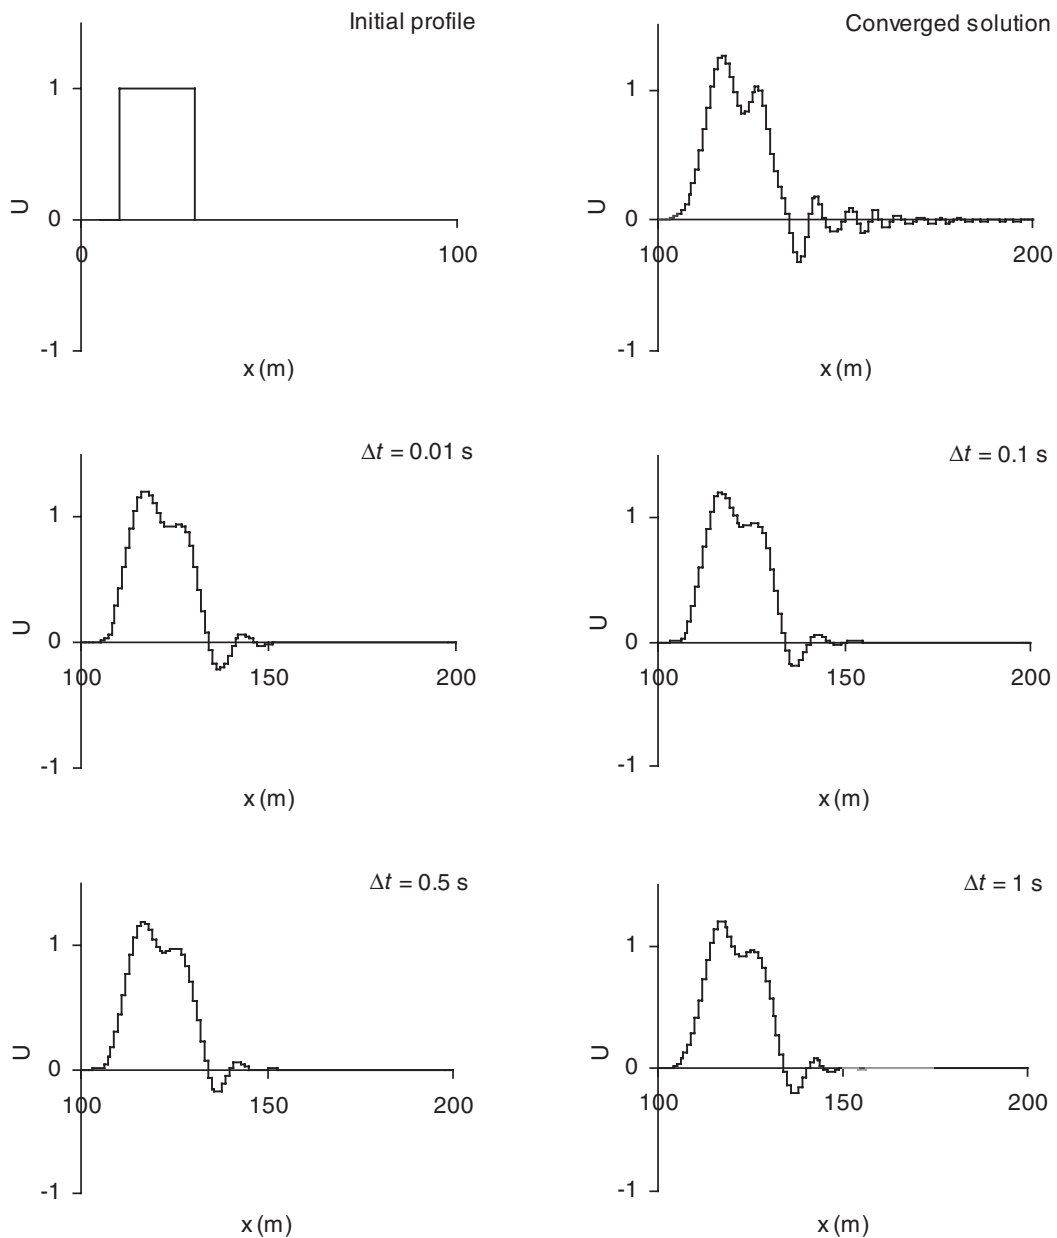 Initial profile
1
U
0
0
100
-1
x (m)
Converged solution
1
U
0
100
200
-1
x (m)
Δt = 0.01 s
1
U
0
100
150
200
-1
x (m)
Δt = 0.1 s
1
U
0
100
150
200
-1
x (m)
Δt = 0.5 s
1
U
0
100
150
200
-1
x (m)
Δt = 1 s
1
U
0
100
150
200
-1
x (m)